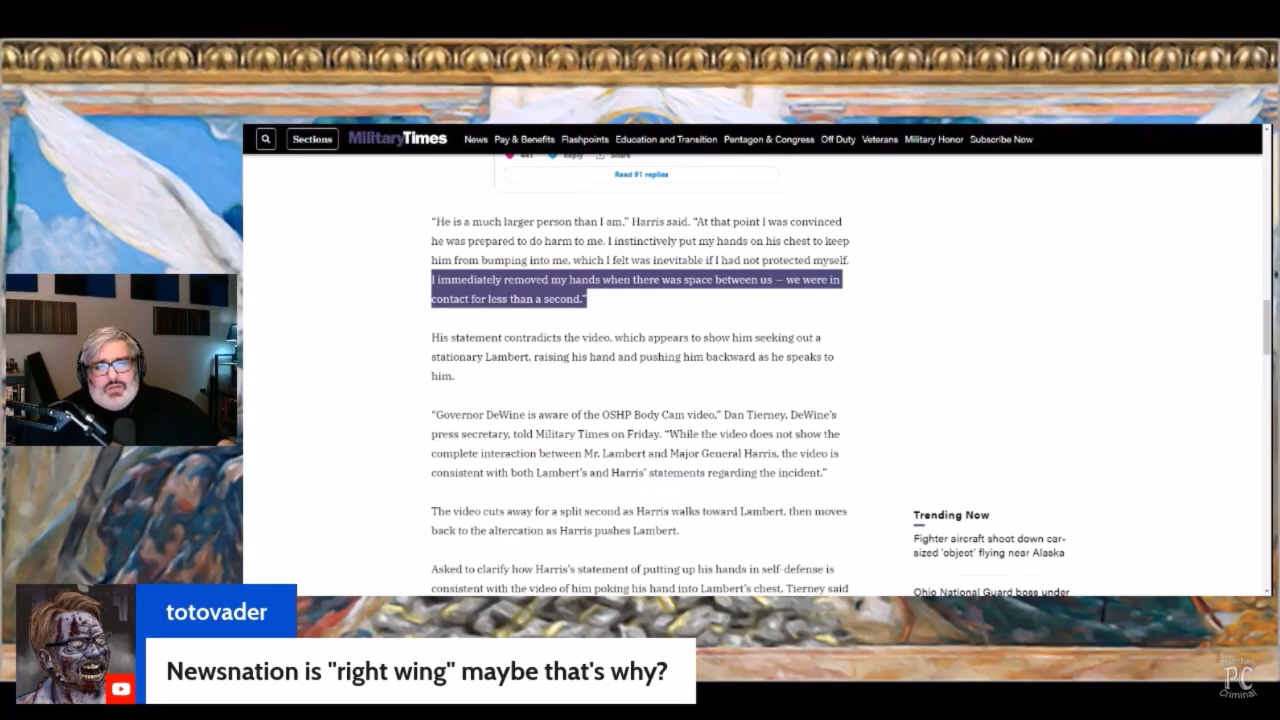 Sections
MilitaryTimes
News Pay & Benefits Flashpoints Education and Transition Pentagon & Congress Off Duty Veterans Military Honor Subscribe Now
441 Reply Share
Read 91 replies
“He is a much larger person than I am.” Harris said. “At that point I was convinced
he was prepared to do harm to me. I instinctively put my hands on his chest to keep
him from bumping into me, which I felt was inevitable if I had not protected myself.
I immediately removed my hands when there was space between us — we were in
contact for less than a second.”
His statement contradicts the video, which appears to show him seeking out a
stationary Lambert, raising his hand and pushing him backward as he speaks to
him.
“Governor DeWine is aware of the OSHP Body Cam video,” Dan Tierney, DeWine’s
press secretary, told Military Times on Friday. “While the video does not show the
complete interaction between Mr. Lambert and Major General Harris, the video is
consistent with both Lambert’s and Harris’ statements regarding the incident.”
The video cuts away for a split second as Harris walks toward Lambert, then moves
back to the altercation as Harris pushes Lambert.
Asked to clarify how Harris’s statement of putting up his hands in self-defense is
consistent with the video of him poking his hand into Lambert’s chest, Tierney said
Trending Now
Fighter aircraft shoot down car-
sized ‘object’ flying near Alaska
Ohio National Guard boss under
totovader
Newsnation is "right wing" maybe that's why?
PC
Criminal